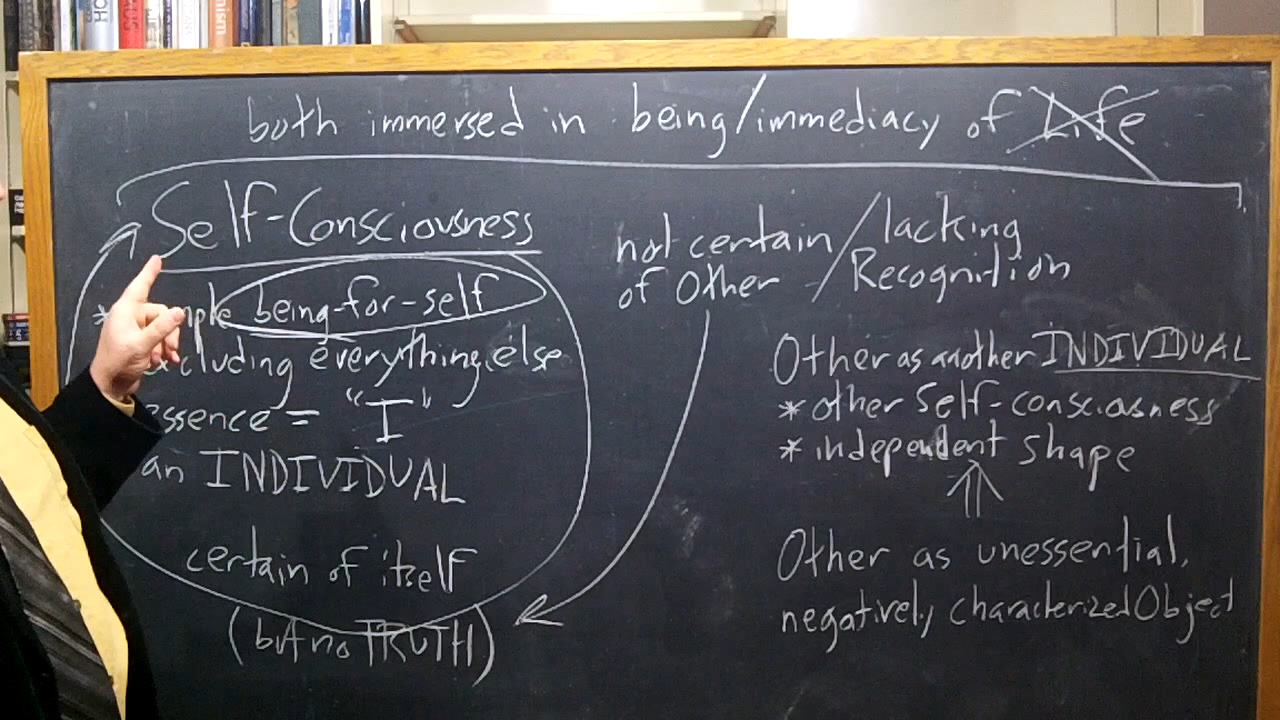 both immersed in being/immediacy of Life
Self-Consciousness
being-for-self
everything else
essence = "I"
an INDIVIDUAL
certain of itself
(but no TRUTH)
not certain/lacking
of Other / Recognition
Other as another INDIVIDUAL
* other Self-consciousness
* independent shape
Other as unessential,
negatively characterized Object